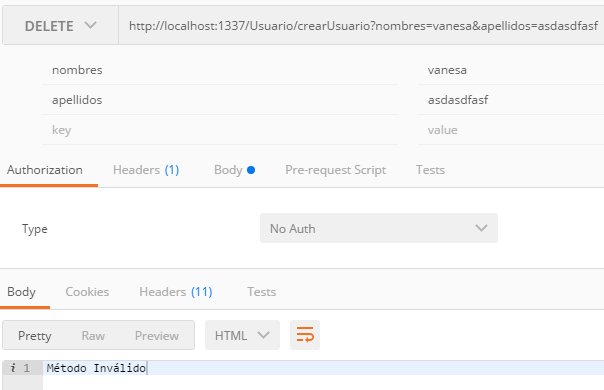 DELETE http://localhost:1337/Usuario/crearUsuario?nombres=vanesa&apellidos=asdasdfasf
nombres vanesa
apellidos asdasdfasf
key value
Authorization Headers (1) Body Pre-request Script Tests
Type No Auth
Body Cookies Headers (11) Tests
Pretty Raw Preview HTML
i 1 Método Inválido